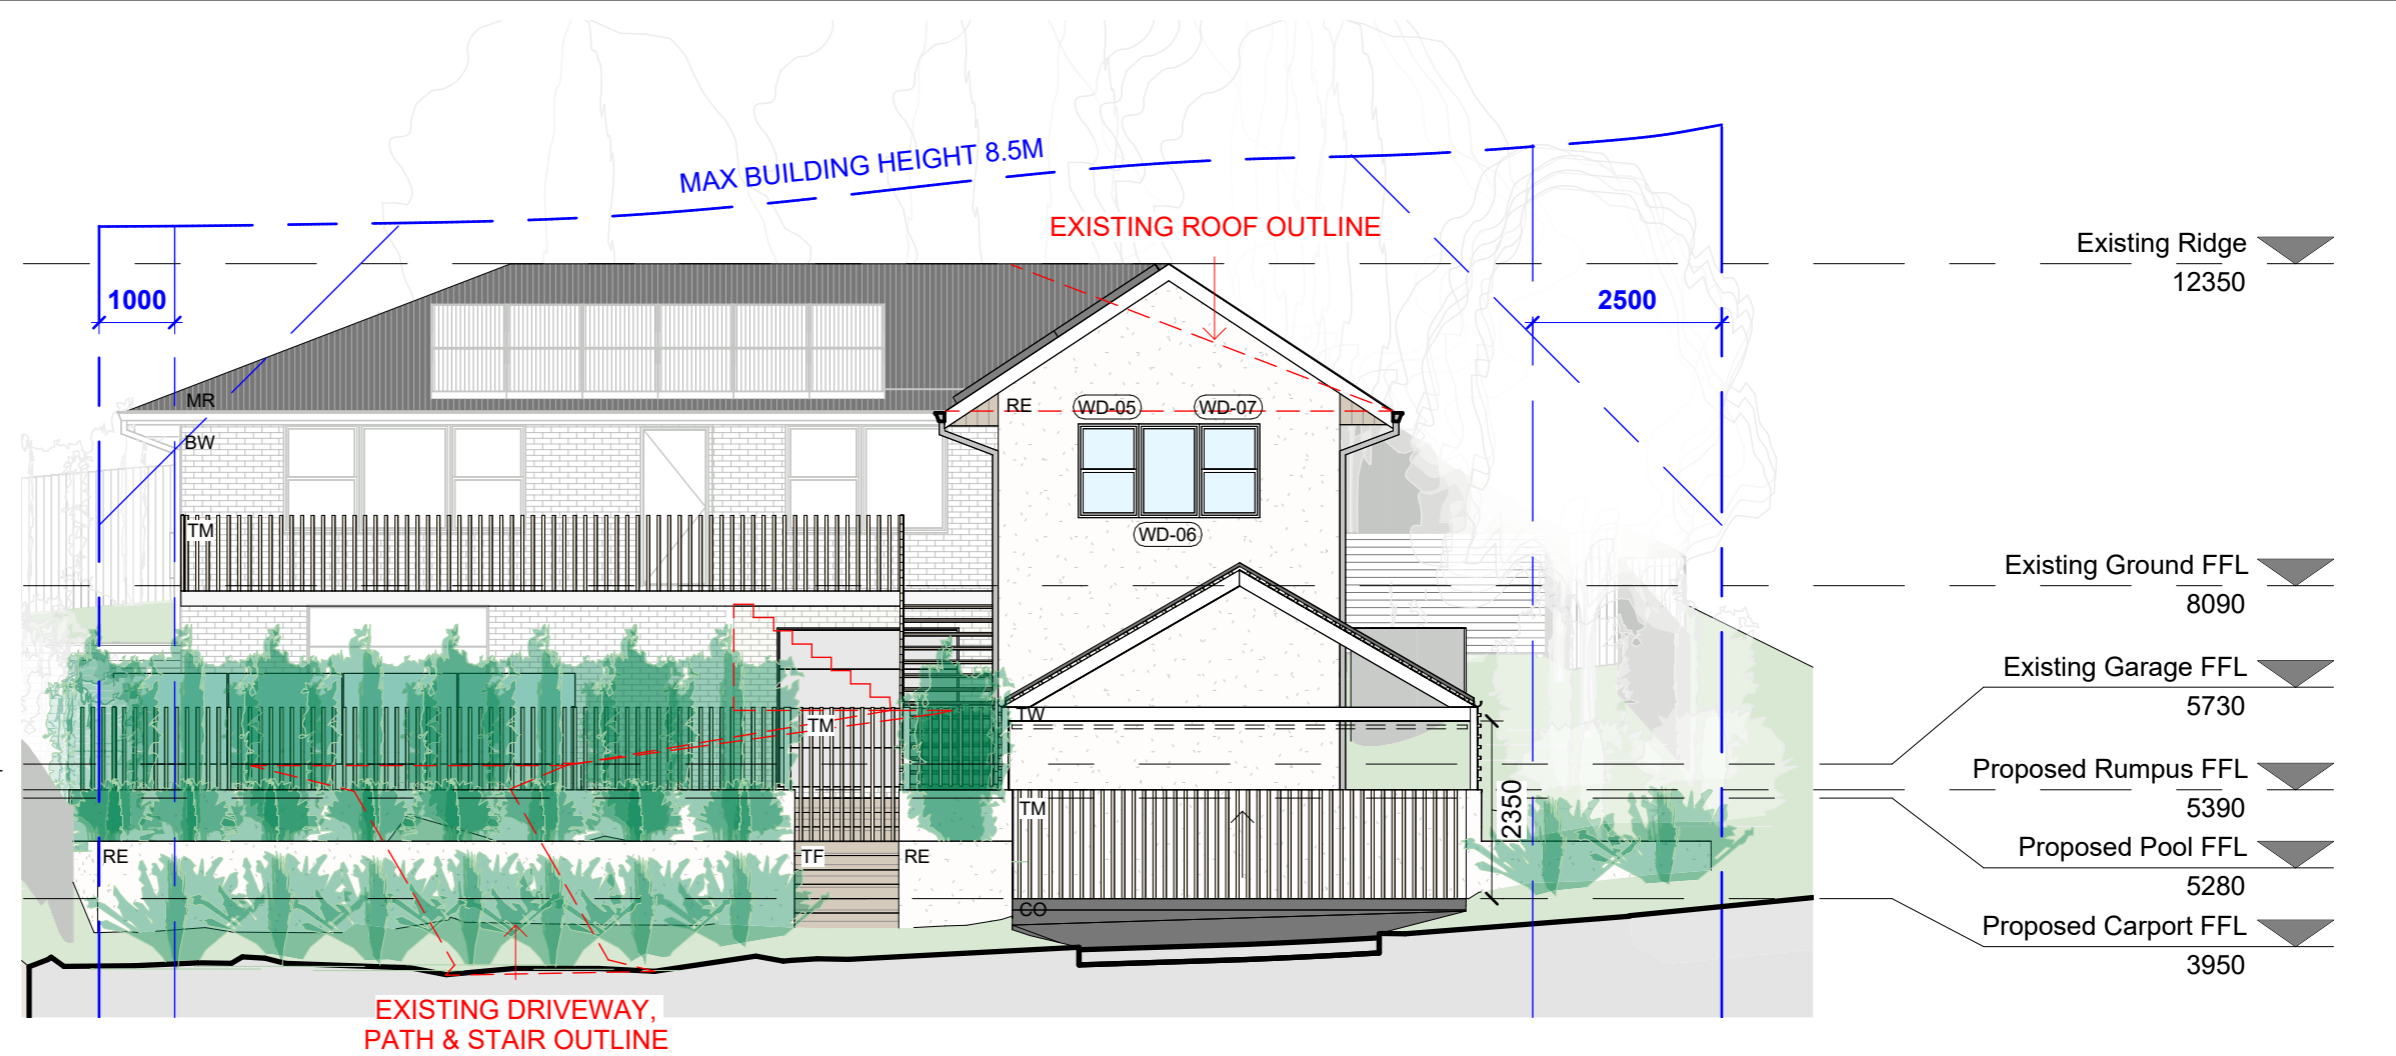 MAX BUILDING HEIGHT 8.5M
EXISTING ROOF OUTLINE
Existing Ridge
12350
1000
2500
MR
RE
WD-05
WD-07
BW
TM
WD-06
Existing Ground FFL
8090
Existing Garage FFL
5730
TW
TM
Proposed Rumpus FFL
5390
TM
2350
Proposed Pool FFL
5280
RE
TF
RE
CO
Proposed Carport FFL
3950
EXISTING DRIVEWAY,
PATH & STAIR OUTLINE